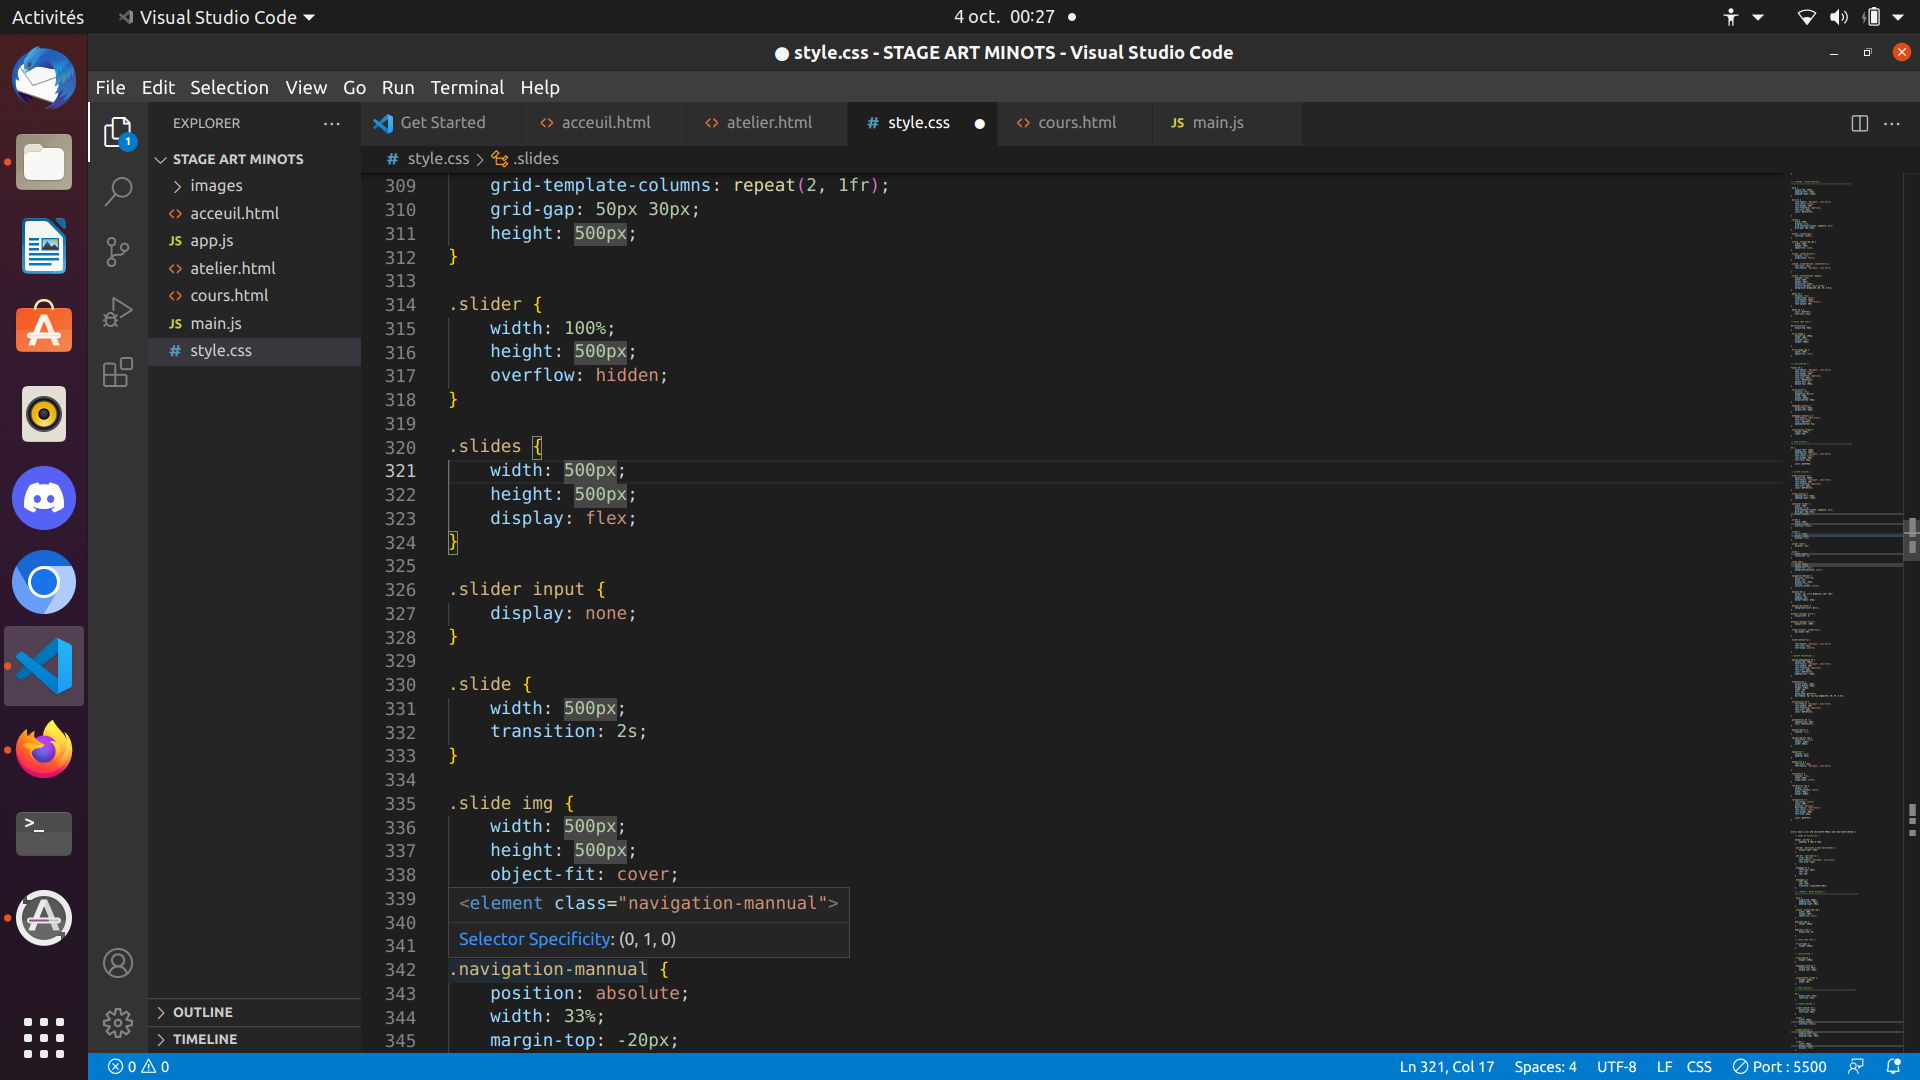 Activités
Visual Studio Code
4 oct. 00:27
style.css - STAGE ART MINOTS - Visual Studio Code
File Edit Selection View Go Run Terminal Help
EXPLORER
Get Started
acceuil.html
atelier.html
style.css
cours.html
JS main.js
STAGE ART MINOTS
images
acceuil.html
JS app.js
atelier.html
cours.html
JS main.js
# style.css
OUTLINE
TIMELINE
# style.css > .slides
309 grid-template-columns: repeat(2, 1fr);
310 grid-gap: 50px 30px;
311 height: 500px;
312 }
313
314 .slider {
315 width: 100%;
316 height: 500px;
317 overflow: hidden;
318 }
319
320 .slides {
321 width: 500px;
322 height: 500px;
323 display: flex;
324 }
325
326 .slider input {
327 display: none;
328 }
329
330 .slide {
331 width: 500px;
332 transition: 2s;
333 }
334
335 .slide img {
336 width: 500px;
337 height: 500px;
338 object-fit: cover;
339
<element class="navigation-mannual">
340
Selector Specificity: (0, 1, 0)
341
342 .navigation-mannual {
343 position: absolute;
344 width: 33%;
345 margin-top: -20px;
0 0
Ln 321, Col 17
Spaces: 4
UTF-8
LF
CSS
Port : 5500
1